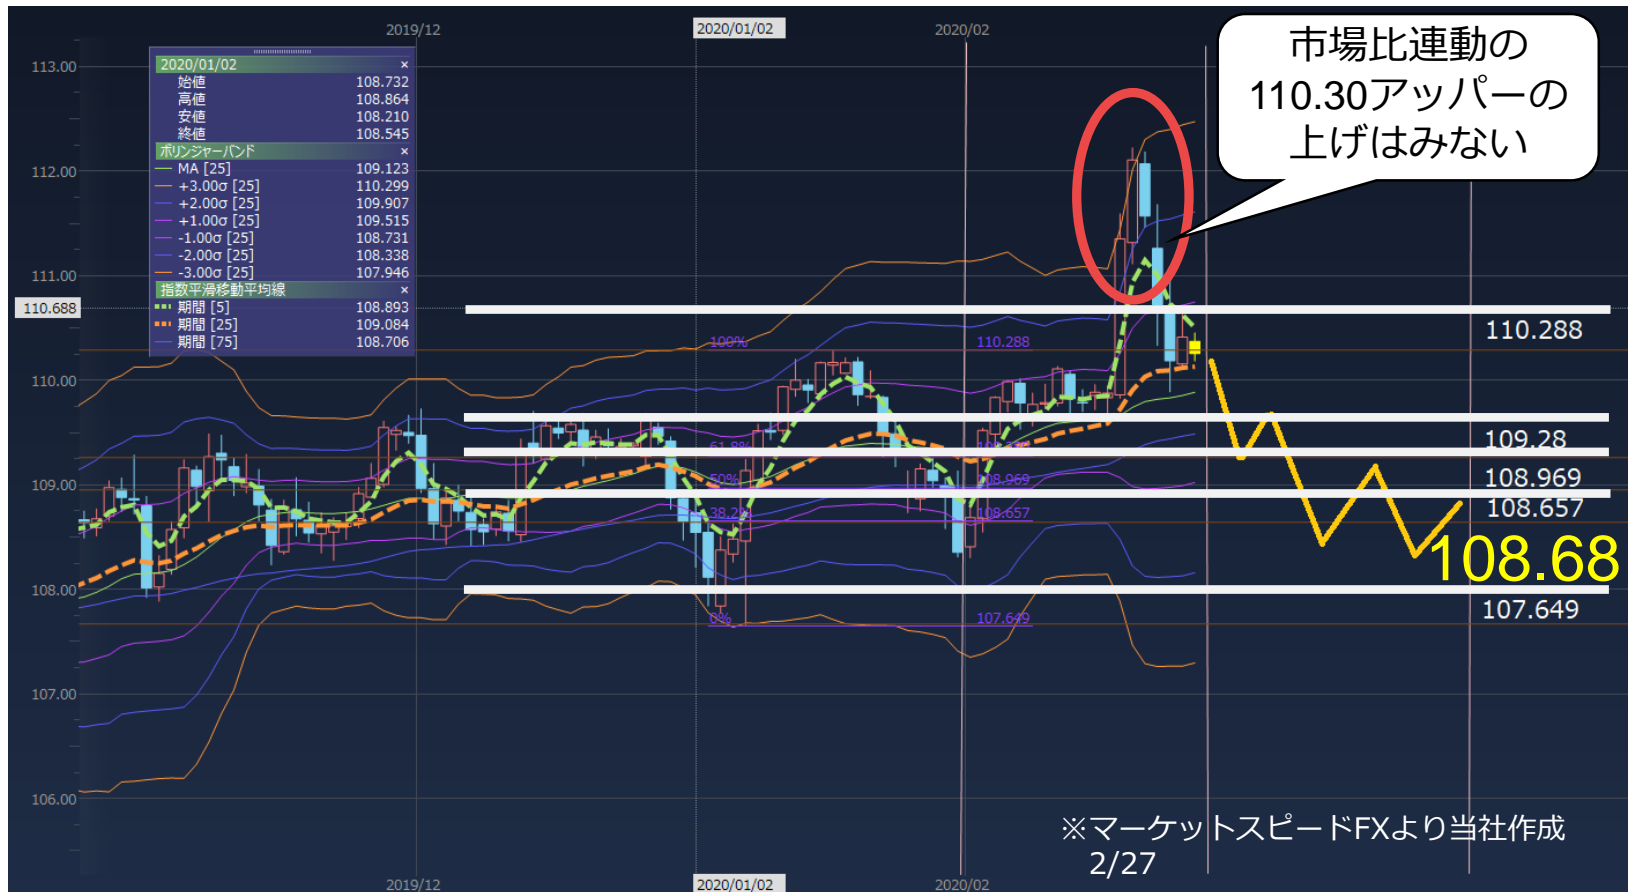 2019/12
2020/01/02
2020/02
市場比連動の
110.30アッパーの
上げはみない
113.00
112.00
111.00
110.688
110.00
109.00
108.00
107.00
106.00
2020/01/02 ×
始値 108.732
高値 108.864
安値 108.210
終値 108.545
ボリンジャーバンド ×
MA [25] 109.123
+3.00σ [25] 110.299
+2.00σ [25] 109.907
+1.00σ [25] 109.515
-1.00σ [25] 108.731
-2.00σ [25] 108.338
-3.00σ [25] 107.946
指数平滑移動平均線 ×
期間 [5] 108.893
期間 [25] 109.084
期間 [75] 108.706
100% 110.288
61.8%
50% 108.969
38.2% 108.657
0% 107.649
110.288
109.28
108.969
108.657
108.68
107.649
※マーケットスピードFXより当社作成
2/27
2019/12
2020/01/02
2020/02